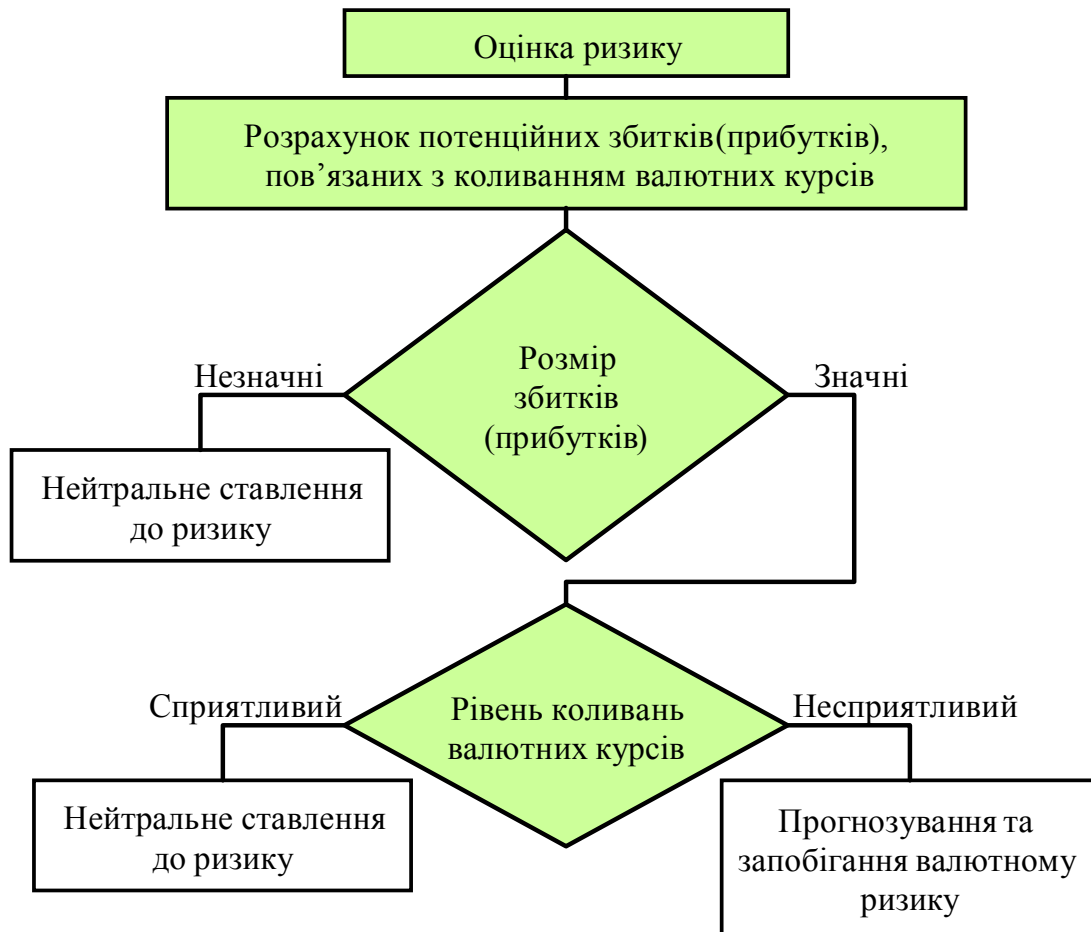 Оцінка ризику
Розрахунок потенційних збитків(прибутків),
пов’язаних з коливанням валютних курсів
Розмір
збитків
(прибутків)
Незначні
Значні
Нейтральне ставлення
до ризику
Рівень коливань
валютних курсів
Сприятливий
Несприятливий
Нейтральне ставлення
до ризику
Прогнозування та
запобігання валютному
ризику